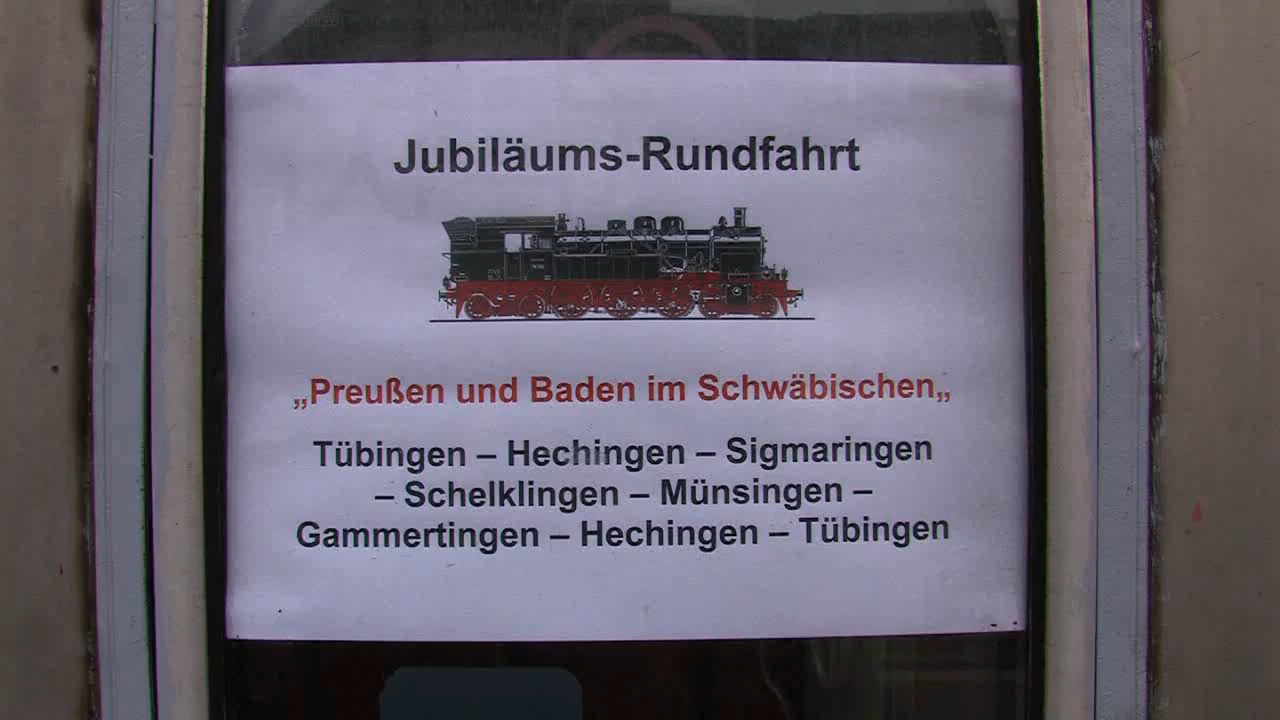 Jubiläums-Rundfahrt
„Preußen und Baden im Schwäbischen„
Tübingen – Hechingen – Sigmaringen
– Schelklingen – Münsingen –
Gammertingen – Hechingen – Tübingen